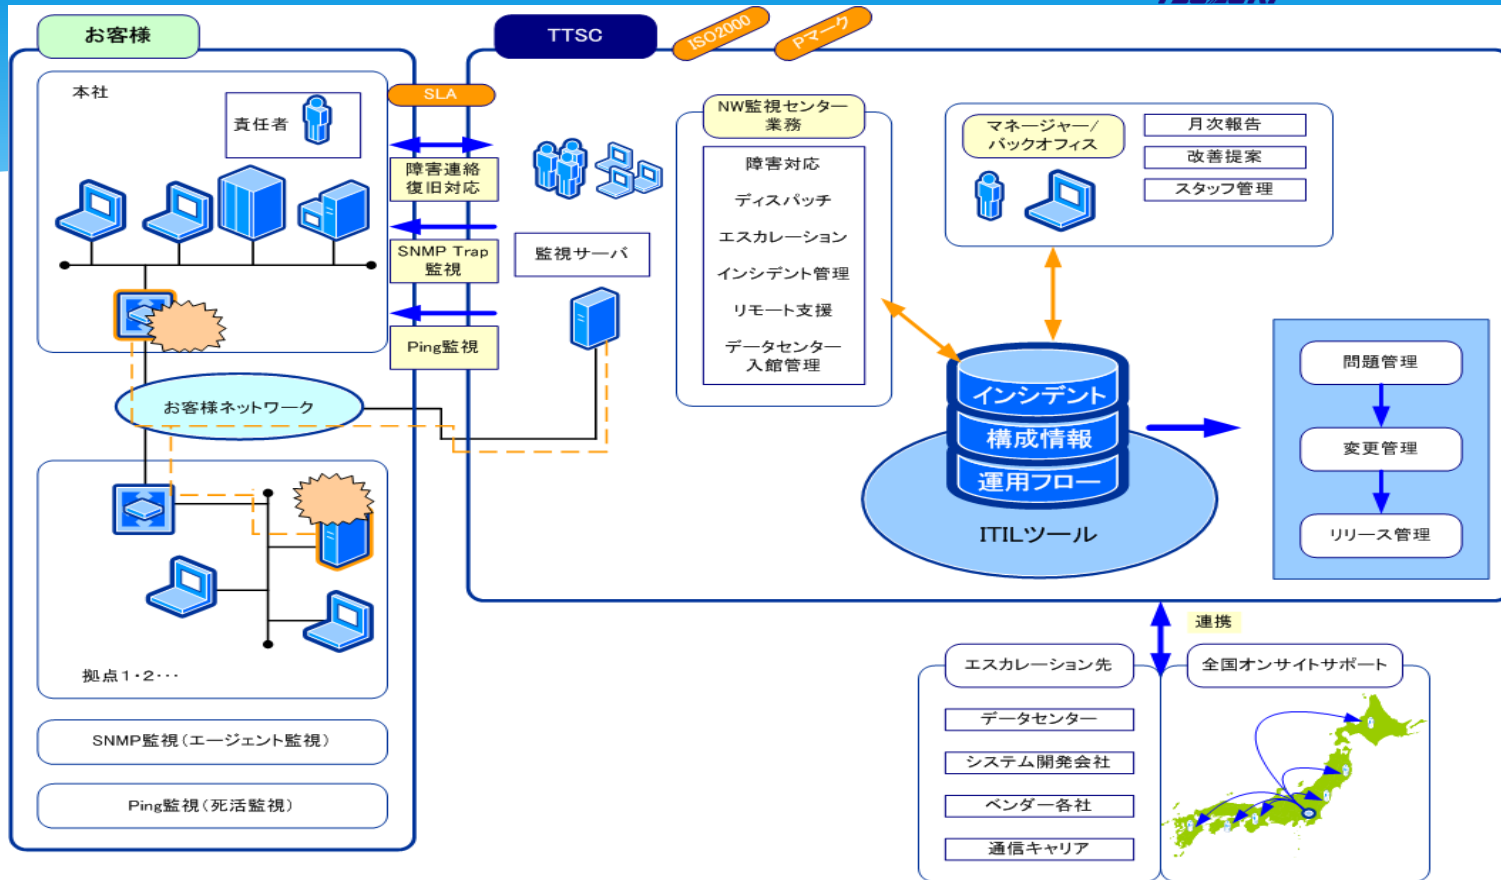 お客様
TTSC
ISO2000
Pマーク
本社
責任者
SLA
障害連絡
復旧対応
SNMP Trap
監視
Ping監視
監視サーバ
NW監視センター
業務
障害対応
ディスパッチ
エスカレーション
インシデント管理
リモート支援
データセンター
入館管理
マネージャー/
バックオフィス
月次報告
改善提案
スタッフ管理
お客様ネットワーク
インシデント
構成情報
運用フロー
ITILツール
問題管理
変更管理
リリース管理
拠点1・2・・・
SNMP監視(エージェント監視)
Ping監視(死活監視)
連携
エスカレーション先
データセンター
システム開発会社
ベンダー各社
通信キャリア
全国オンサイトサポート